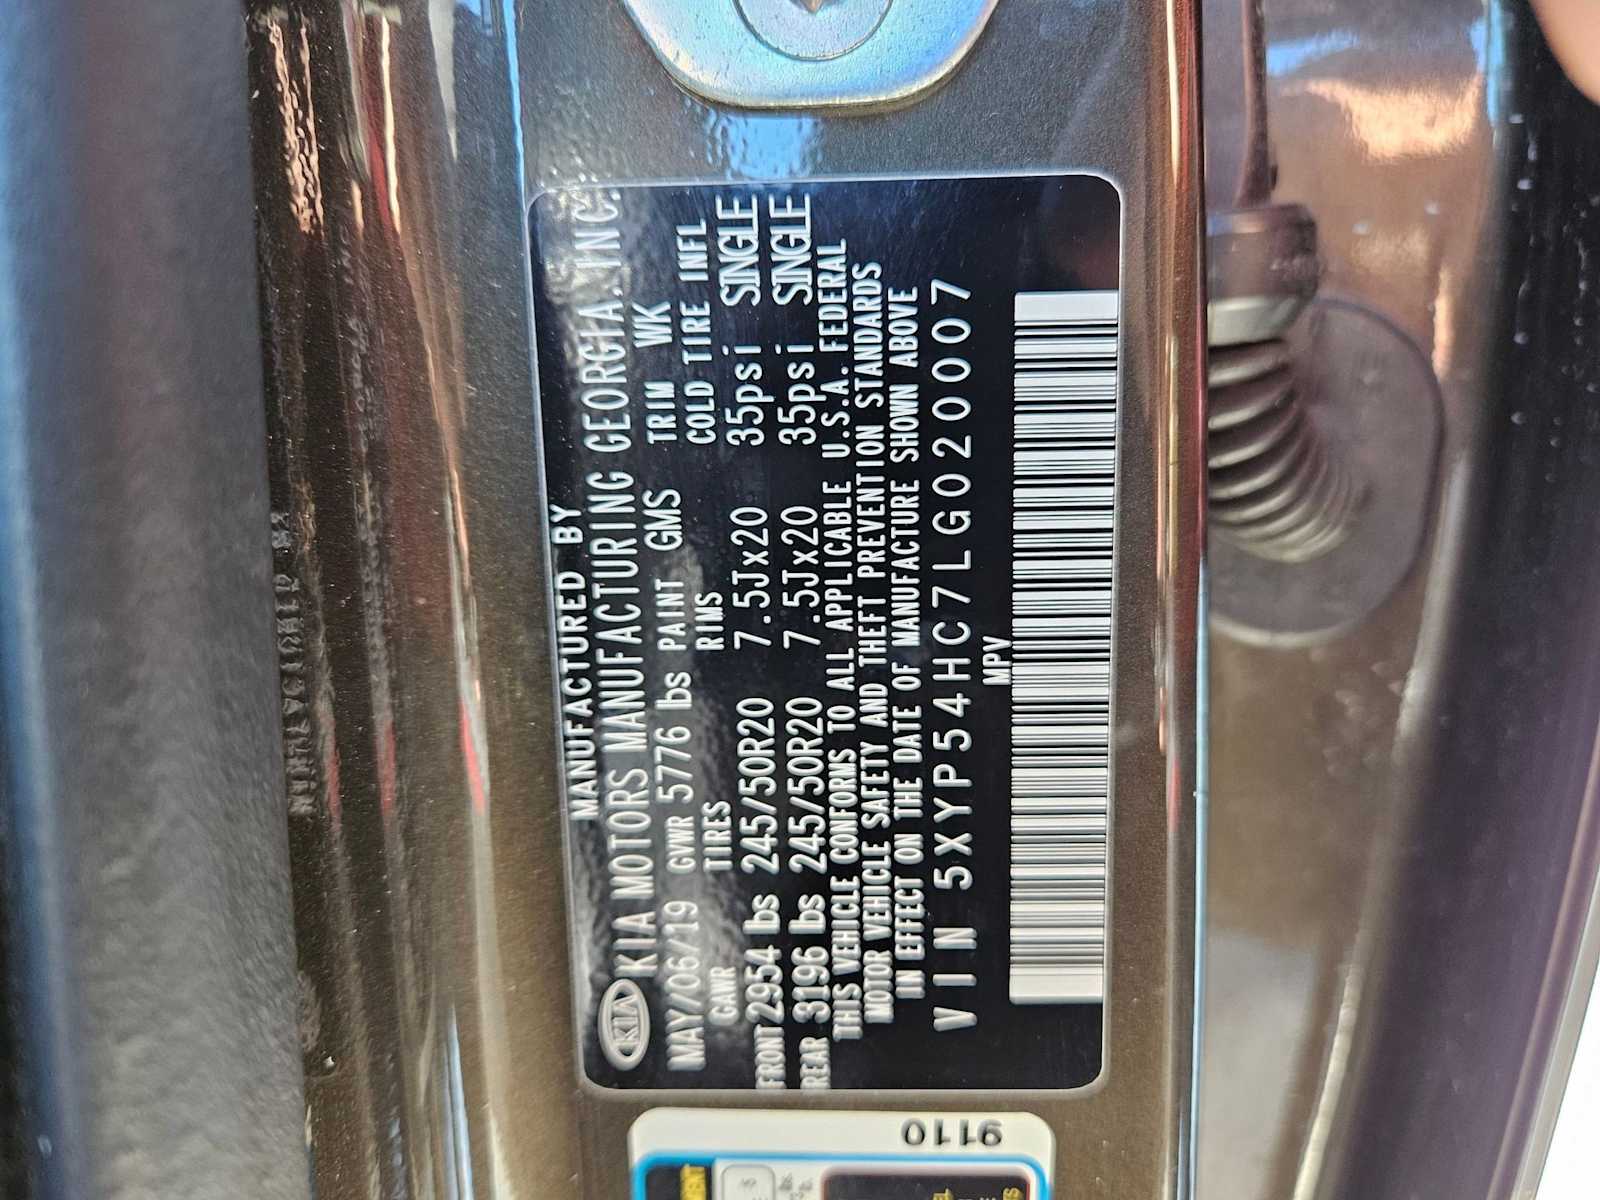 MANUFACTURED BY
KIA KIA MOTORS MANUFACTURING GEORGIA, INC.
MAY/06/19 GVWR 5776 lbs PAINT GMS TRIM WK
GAWR TIRES RIMS COLD TIRE INFL
FRONT 2954 lbs 245/50R20 7.5Jx20 35psi SINGLE
REAR 3196 lbs 245/50R20 7.5Jx20 35psi SINGLE
THIS VEHICLE CONFORMS TO ALL APPLICABLE U.S.A. FEDERAL
MOTOR VEHICLE SAFETY AND THEFT PREVENTION STANDARDS
IN EFFECT ON THE DATE OF MANUFACTURE SHOWN ABOVE
VIN 5XYP54HC7LG020007
MPV
9110